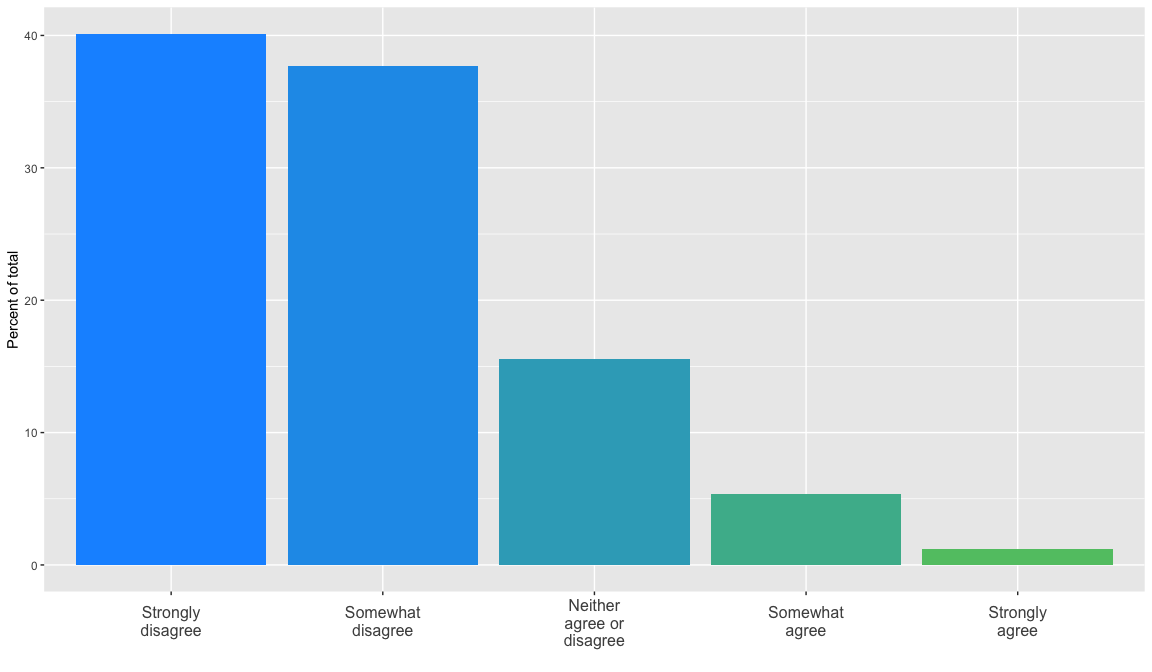 40
30
20
10
0
Percent of total
Strongly
disagree
Somewhat
disagree
Neither
agree or
disagree
Somewhat
agree
Strongly
agree